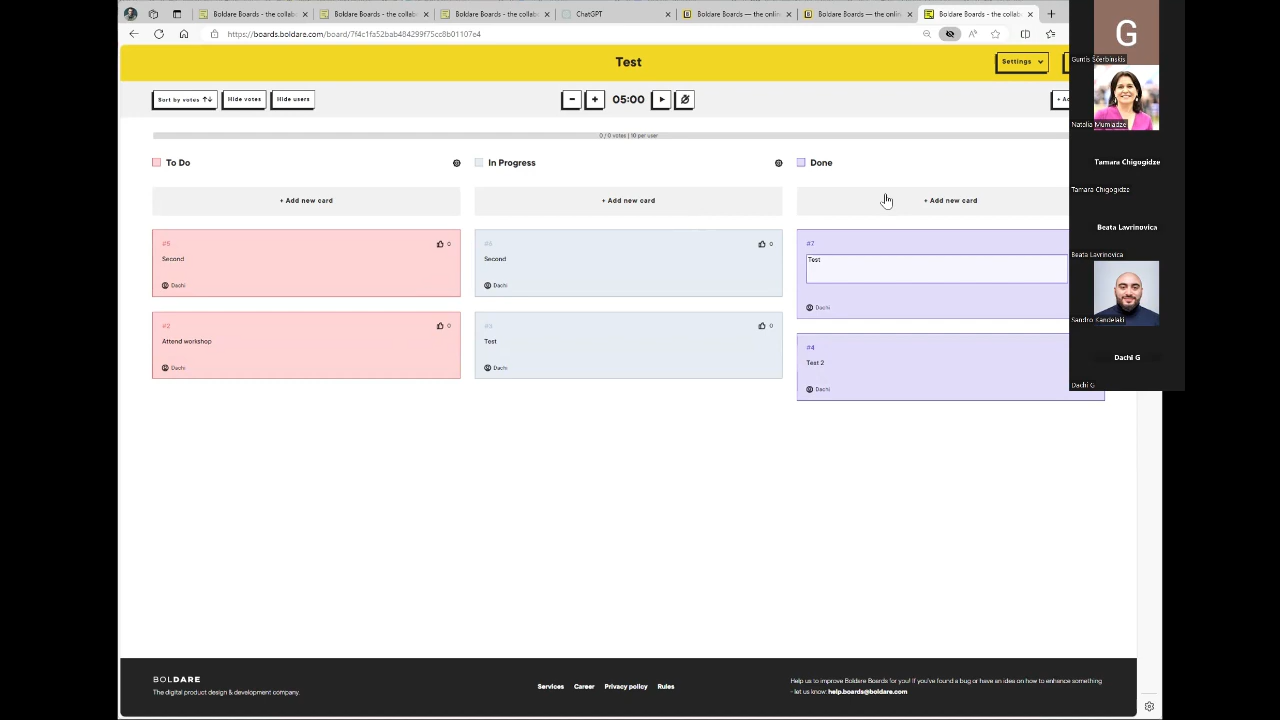 Boldare Boards - the collab
Boldare Boards - the collab
Boldare Boards - the collab
ChatGPT
Boldare Boards — the onlin
Boldare Boards — the onlin
Boldare Boards - the collab
https://boards.boldare.com/board/7f4c1fa52bab484299f75cc8b01107e4
Test
Settings
Sort by votes
Hide votes
Hide users
05:00
0 / 0 votes | 10 per user
To Do
In Progress
Done
+ Add new card
+ Add new card
+ Add new card
#5
0
Second
Dachi
#2
0
Attend workshop
Dachi
0
Second
Dachi
0
Test
Dachi
#7
Test
Dachi
#4
Test 2
Dachi
G
Guntis Ščerbinskis
Natalia Mumladze
Tamara Chigogidze
Tamara Chigogidze
Beata Lavrinovica
Beata Lavrinovica
Sandro Kandelaki
Dachi G
Dachi G
BOLDARE
The digital product design & development company.
Services
Career
Privacy policy
Rules
Help us to improve Boldare Boards for you! If you've found a bug or have an idea on how to enhance something
- let us know: help.boards@boldare.com